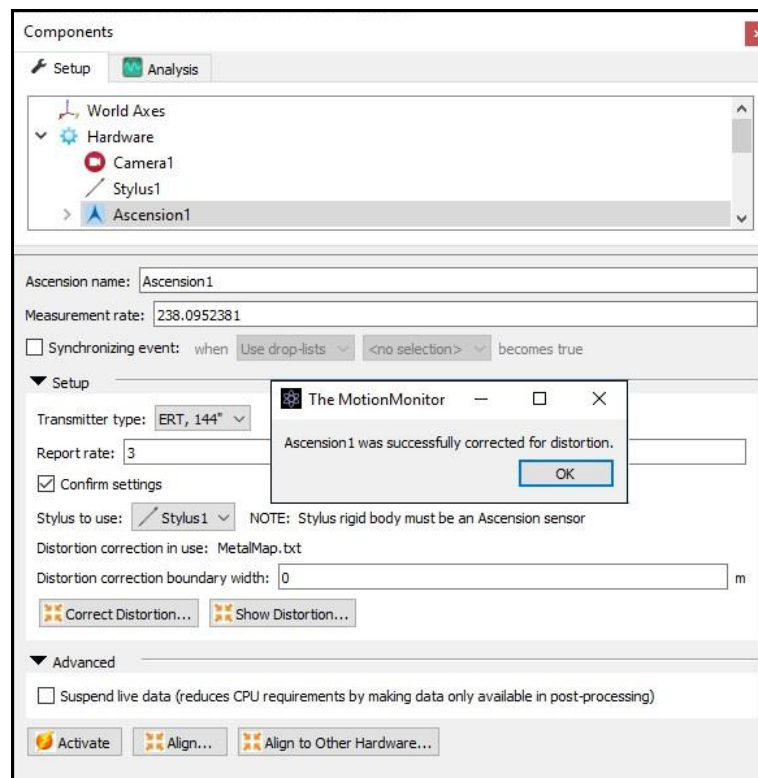 Components
Setup Analysis
World Axes
Hardware
Camera1
Stylus1
Ascension1
Ascension name: Ascension1
Measurement rate: 238.0952381
Synchronizing event: when Use drop-lists <no selection> becomes true
Setup
The MotionMonitor
Transmitter type: ERT, 144"
Ascension1 was successfully corrected for distortion.
Report rate: 3
OK
Confirm settings
Stylus to use: Stylus1 NOTE: Stylus rigid body must be an Ascension sensor
Distortion correction in use: MetalMap.txt
Distortion correction boundary width: 0 m
Correct Distortion... Show Distortion...
Advanced
Suspend live data (reduces CPU requirements by making data only available in post-processing)
Activate Align... Align to Other Hardware...